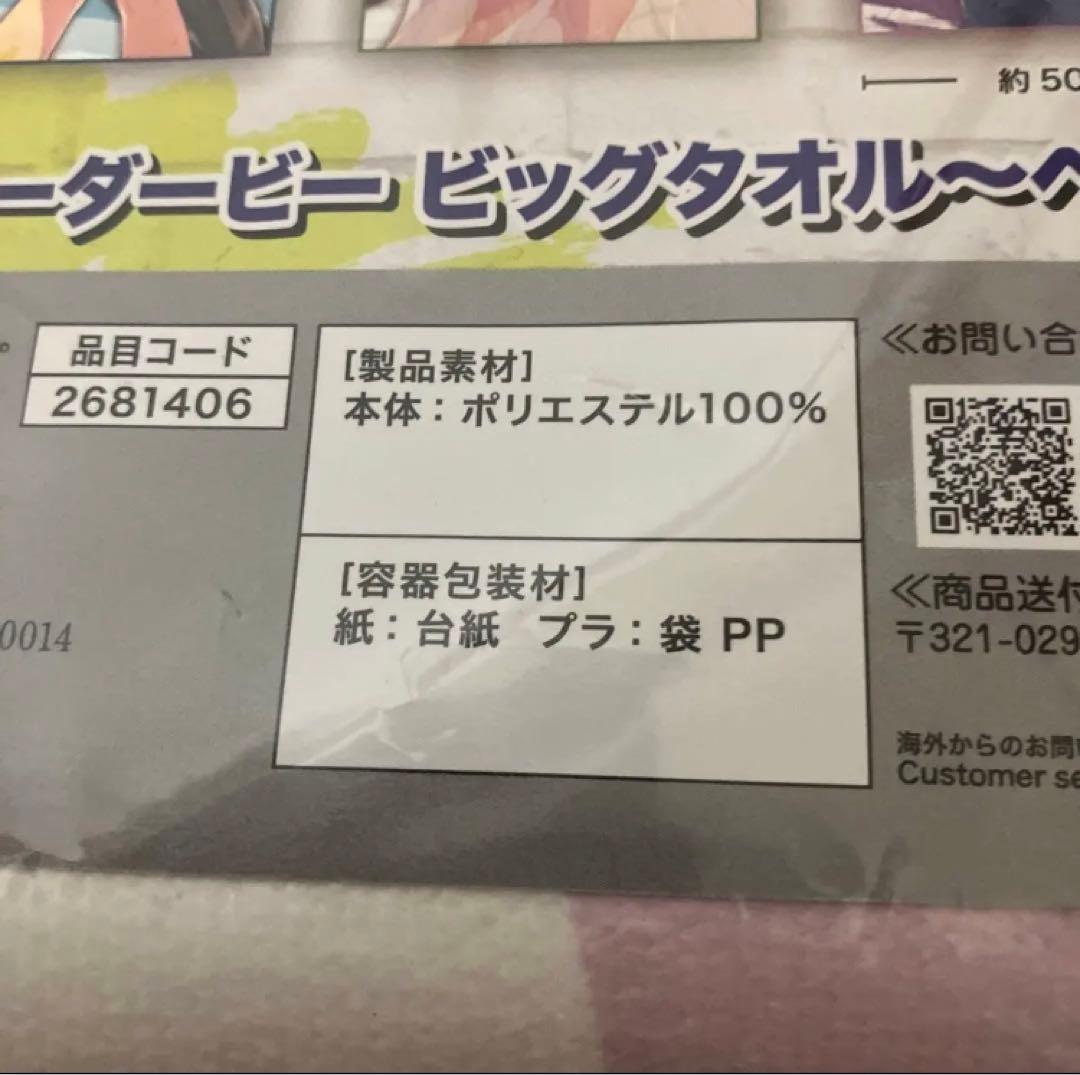 約50
ーダービー ビッグタオル〜ペ
品目コード
2681406
[製品素材]
本体：ポリエステル100%
[容器包装材]
紙：台紙 プラ：袋 PP
0014
≪お問い合
≪商品送付
〒321-029
海外からのお問
Customer se